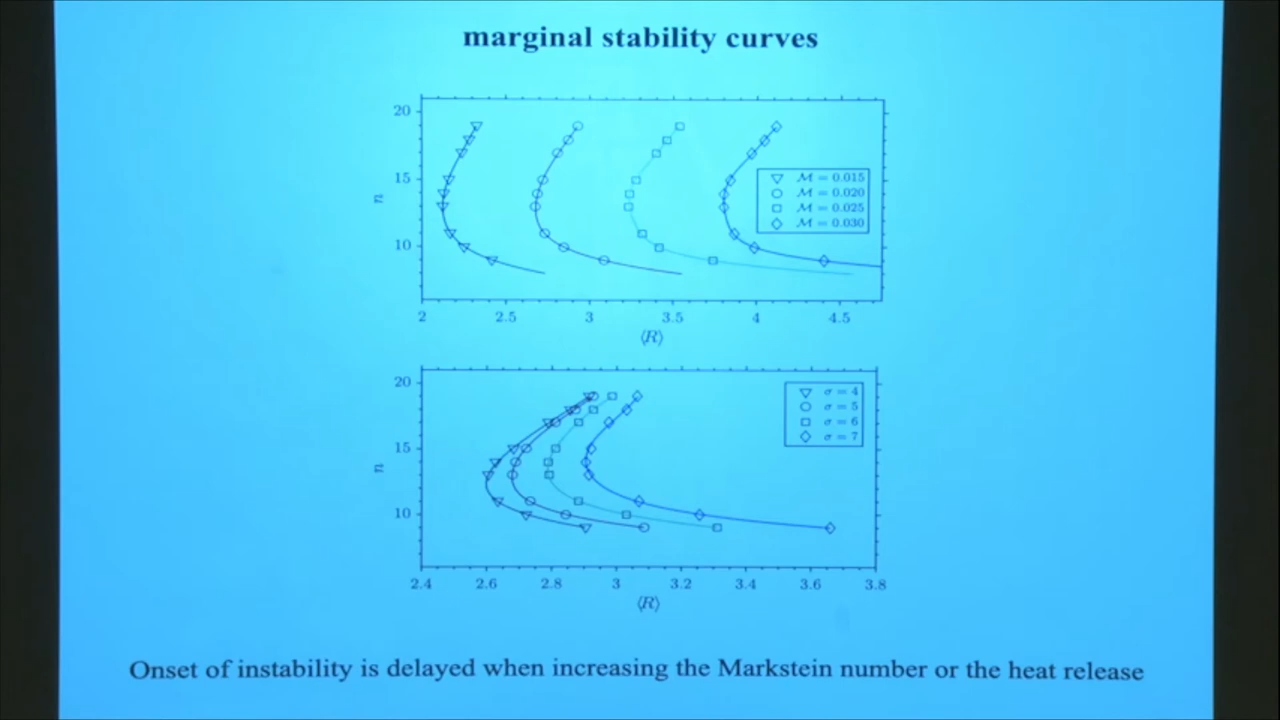 marginal stability curves
20
15
10
n
M = 0.015
M = 0.020
M = 0.025
M = 0.030
2 2.5 3 3.5 4 4.5
⟨R⟩
20
15
10
n
σ = 4
σ = 5
σ = 6
σ = 7
2.4 2.6 2.8 3 3.2 3.4 3.6 3.8
⟨R⟩
Onset of instability is delayed when increasing the Markstein number or the heat release